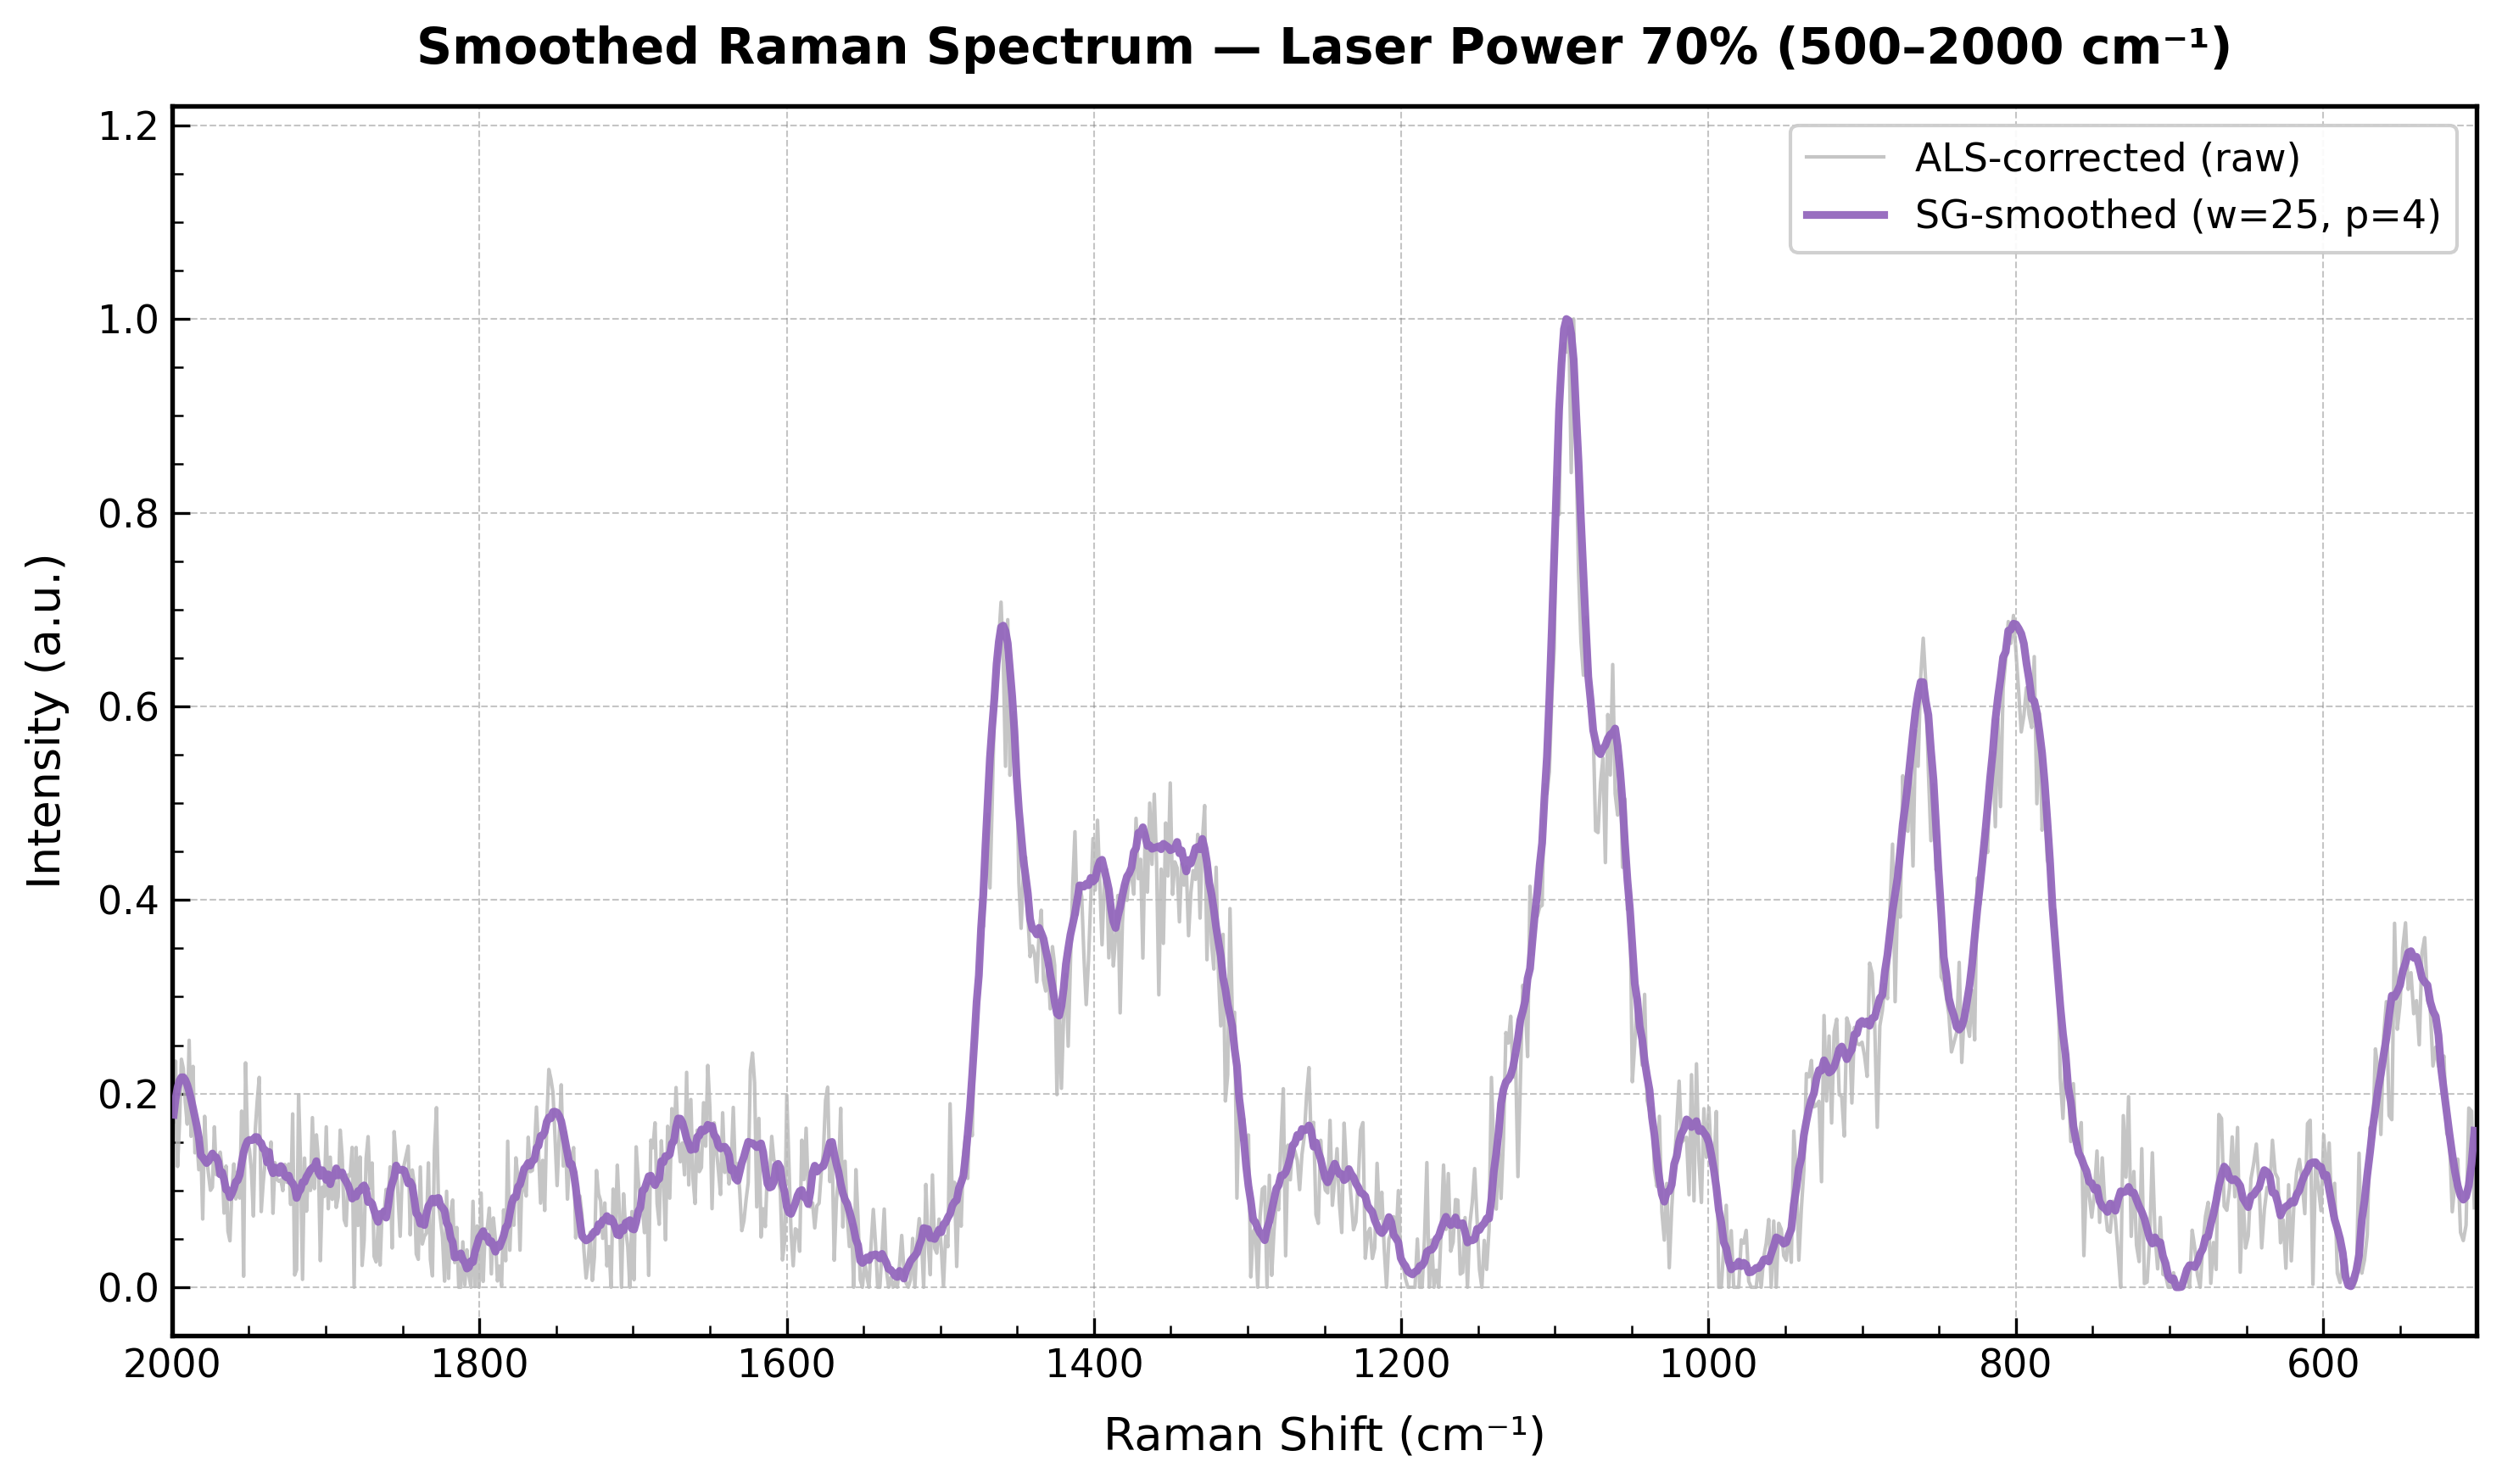 Smoothed Raman Spectrum — Laser Power 70% (500–2000 cm⁻¹)
ALS-corrected (raw)
SG-smoothed (w=25, p=4)
Intensity (a.u.)
1.2
1.0
0.8
0.6
0.4
0.2
0.0
2000 1800 1600 1400 1200 1000 800 600
Raman Shift (cm⁻¹)